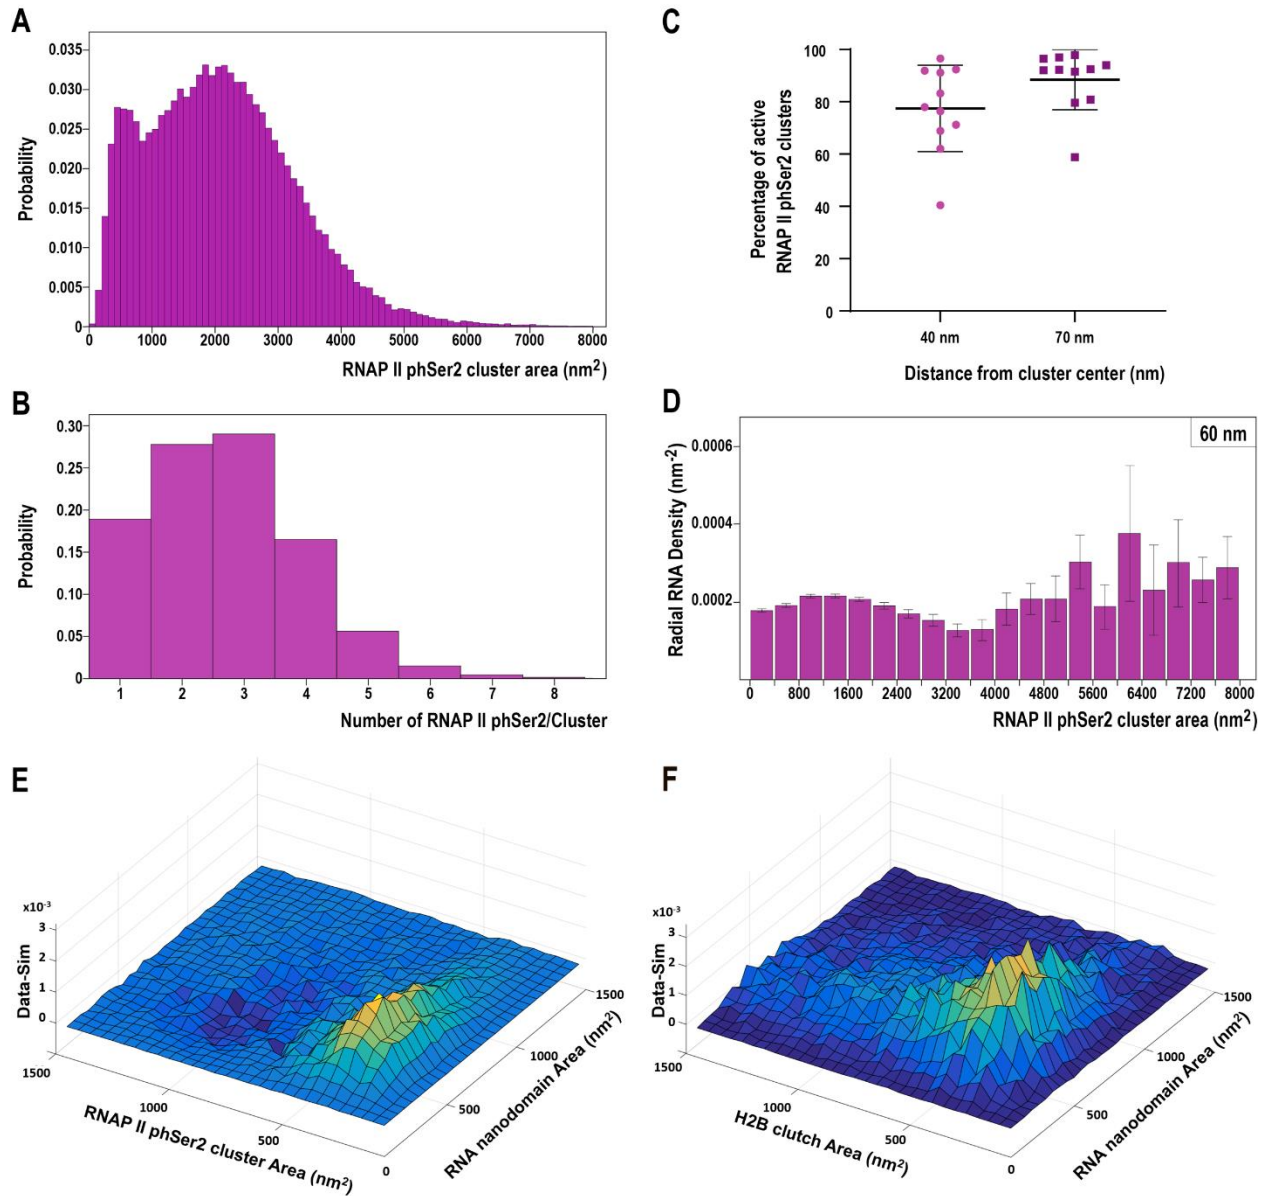 A
Probability
0.035
0.030
0.025
0.020
0.015
0.010
0.005
0
0 1000 2000 3000 4000 5000 6000 7000 8000
RNAP II phSer2 cluster area (nm²)
C
Percentage of active
RNAP II phSer2 clusters
100
80
60
40
20
0
40 nm 70 nm
Distance from cluster center (nm)
B
Probability
0.30
0.25
0.20
0.15
0.10
0.05
0
1 2 3 4 5 6 7 8
Number of RNAP II phSer2/Cluster
D
60 nm
Radial RNA Density (nm⁻²)
0.0006
0.0004
0.0002
0 800 1600 2400 3200 4000 4800 5600 6400 7200 8000
RNAP II phSer2 cluster area (nm²)
E
x10⁻³
Data-Sim
3
2
1
0
1500
1000
500
0
RNAP II phSer2 cluster Area (nm²)
500
1000
1500
RNA nanodomain Area (nm²)
F
x10⁻³
Data-Sim
3
2
1
0
1500
1000
500
0
H2B clutch Area (nm²)
500
1000
1500
RNA nanodomain Area (nm²)